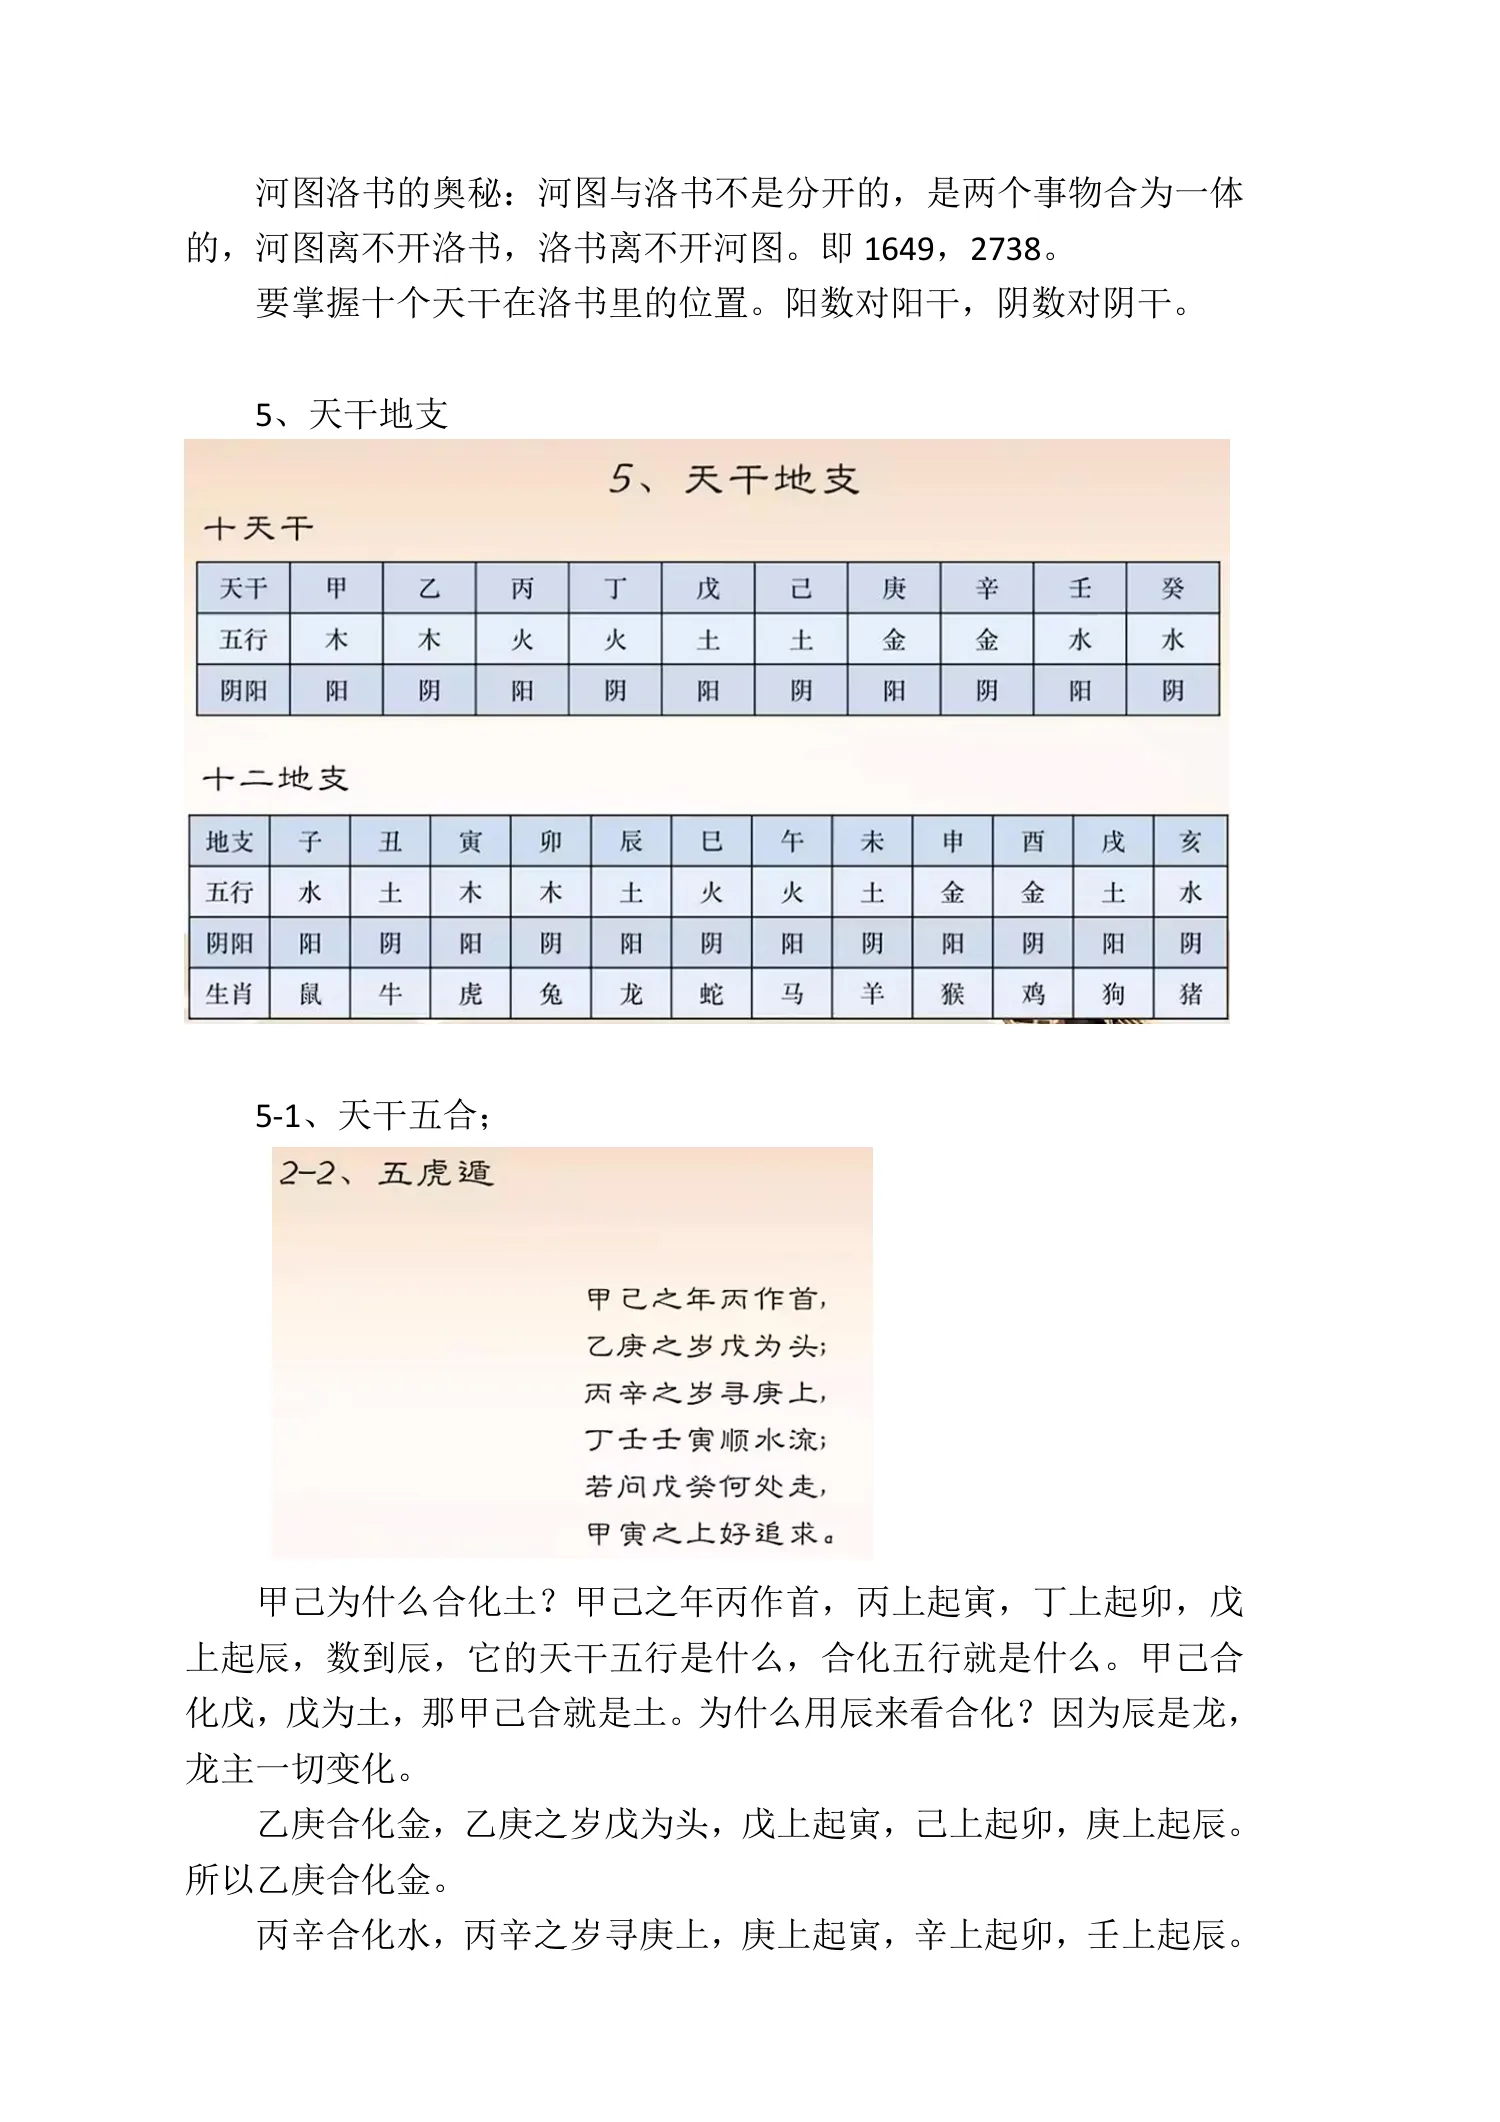 河图洛书的奥秘：河图与洛书不是分开的，是两个事物合为一体
的，河图离不开洛书，洛书离不开河图。即 1649，2738。
要掌握十个天干在洛书里的位置。阳数对阳干，阴数对阴干。
5、天干地支
5、天干地支
十天干
天干 甲 乙 丙 丁 戊 己 庚 辛 壬 癸
五行 木 木 火 火 土 土 金 金 水 水
阴阳 阳 阴 阳 阴 阳 阴 阳 阴 阳 阴
十二地支
地支 子 丑 寅 卯 辰 巳 午 未 申 酉 戌 亥
五行 水 土 木 木 土 火 火 土 金 金 土 水
阴阳 阳 阴 阳 阴 阳 阴 阳 阴 阳 阴 阳 阴
生肖 鼠 牛 虎 兔 龙 蛇 马 羊 猴 鸡 狗 猪
5-1、天干五合；
2-2、五虎遁
甲己之年丙作首，
乙庚之岁戊为头；
丙辛之岁寻庚上，
丁壬壬寅顺水流；
若问戊癸何处走，
甲寅之上好追求。
甲己为什么合化土？甲己之年丙作首，丙上起寅，丁上起卯，戊
上起辰，数到辰，它的天干五行是什么，合化五行就是什么。甲己合
化戊，戊为土，那甲己合就是土。为什么用辰来看合化？因为辰是龙，
龙主一切变化。
乙庚合化金，乙庚之岁戊为头，戊上起寅，己上起卯，庚上起辰。
所以乙庚合化金。
丙辛合化水，丙辛之岁寻庚上，庚上起寅，辛上起卯，壬上起辰。